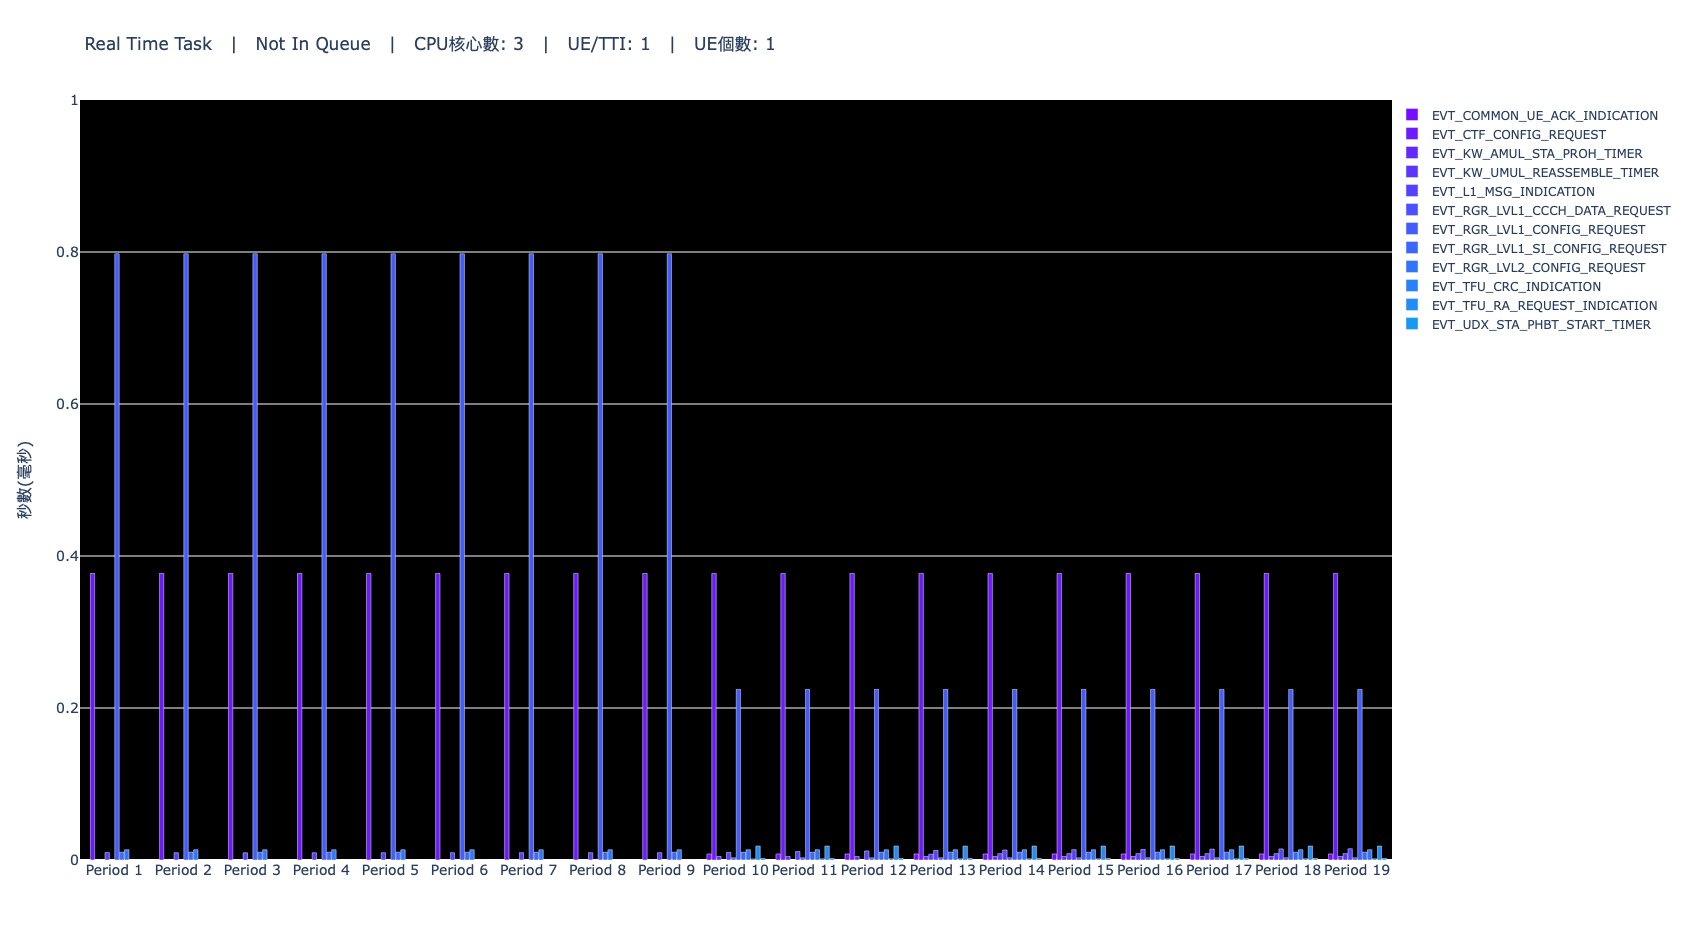 Real Time Task | Not In Queue | CPU核心數: 3 | UE/TTI: 1 | UE個數: 1
秒數(毫秒)
1
0.8
0.6
0.4
0.2
0
Period 1 Period 2 Period 3 Period 4 Period 5 Period 6 Period 7 Period 8 Period 9 Period 10 Period 11 Period 12 Period 13 Period 14 Period 15 Period 16 Period 17 Period 18 Period 19
EVT_COMMON_UE_ACK_INDICATION
EVT_CTF_CONFIG_REQUEST
EVT_KW_AMUL_STA_PROH_TIMER
EVT_KW_UMUL_REASSEMBLE_TIMER
EVT_L1_MSG_INDICATION
EVT_RGR_LVL1_CCCH_DATA_REQUEST
EVT_RGR_LVL1_CONFIG_REQUEST
EVT_RGR_LVL1_SI_CONFIG_REQUEST
EVT_RGR_LVL2_CONFIG_REQUEST
EVT_TFU_CRC_INDICATION
EVT_TFU_RA_REQUEST_INDICATION
EVT_UDX_STA_PHBT_START_TIMER